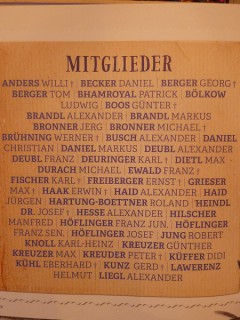 MITGLIEDER
ANDERS WILLI † | BECKER DANIEL | BERGER GEORG †
BERGER TOM | BHAMROYAL PATRICK | BÖLKOW
LUDWIG | BOOS GÜNTER †
BRANDL ALEXANDER | BRANDL MARKUS
BRONNER JERG | BRONNER MICHAEL †
BRÜHNING WERNER † | BUSCH ALEXANDER | DANIEL
CHRISTIAN | DANIEL MARKUS | DEUBL ALEXANDER
DEUBL FRANZ | DEURINGER KARL † | DIETL MAX
DURACH MICHAEL | EWALD FRANZ †
FISCHER KARL † | FREIBERGER ERNST † | GRIESER
MAX † | HAAK ERWIN † | HAID ALEXANDER | HAID
JÜRGEN | HARTUNG-BOETTNER ROLAND | HEINDL
DR. JOSEF † | HESSE ALEXANDER | HILSCHER
MANFRED | HÖFLINGER FRANZ JUN. | HÖFLINGER
FRANZ SEN. | HÖFLINGER JOSEF | JUNG ROBERT
KNOLL KARL-HEINZ | KREUZER GÜNTHER
KREUZER MAX | KREUDER PETER † | KÜFFER DIDI
KÜHL EBERHARD † | KUNZ GERD † | LAWERENZ
HELMUT | LIEGL ALEXANDER